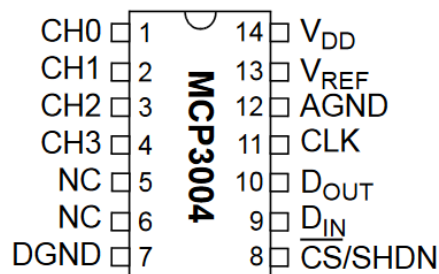 CH0 1 14 VDD
CH1 2 13 VREF
CH2 3 12 AGND
CH3 4 11 CLK
NC 5 10 DOUT
NC 6 9 DIN
DGND 7 8 CS/SHDN
MCP3004